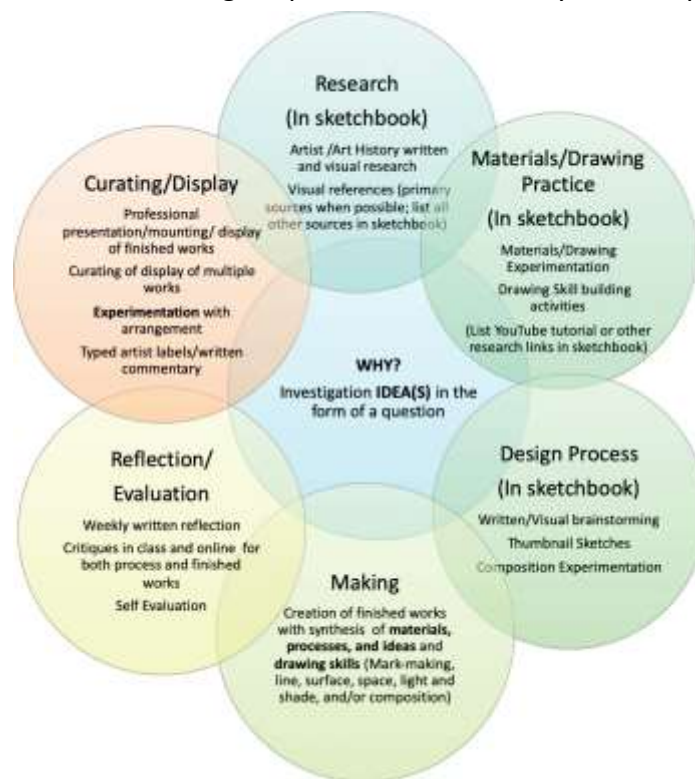 Research
(In sketchbook)
Artist /Art History written
and visual research
Visual references (primary
sources when possible; list all
other sources in sketchbook)
Materials/Drawing
Practice
(In sketchbook)
Materials/Drawing
Experimentation
Drawing Skill building
activities
(List YouTube tutorial or other
research links in sketchbook)
Curating/Display
Professional
presentation/mounting/ display
of finished works
Curating of display of multiple
works
Experimentation with
arrangement
Typed artist labels/written
commentary
WHY?
Investigation IDEA(S) in the
form of a question
Design Process
(In sketchbook)
Written/Visual brainstorming
Thumbnail Sketches
Composition Experimentation
Reflection/
Evaluation
Weekly written reflection
Critiques in class and online for
both process and finished
works
Self Evaluation
Making
Creation of finished works
with synthesis of materials,
processes, and ideas and
drawing skills (Mark-making,
line, surface, space, light and
shade, and/or composition)